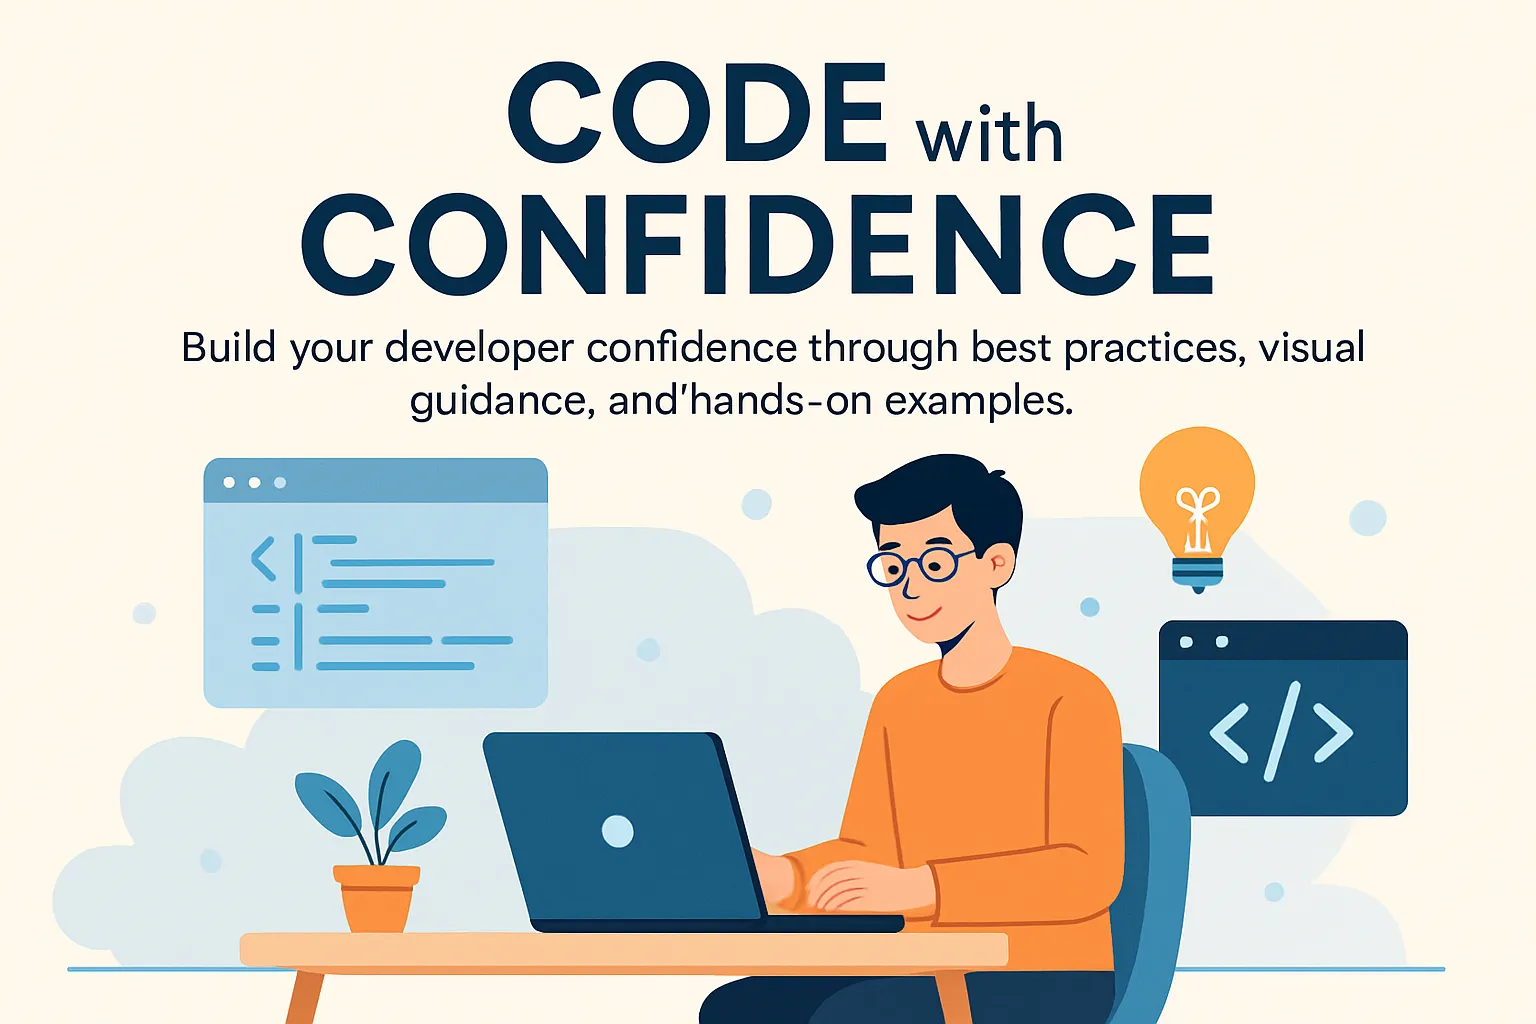 CODE with
CONFIDENCE
Build your developer confidence through best practices, visual
guidance, and'hands-on examples.
</>